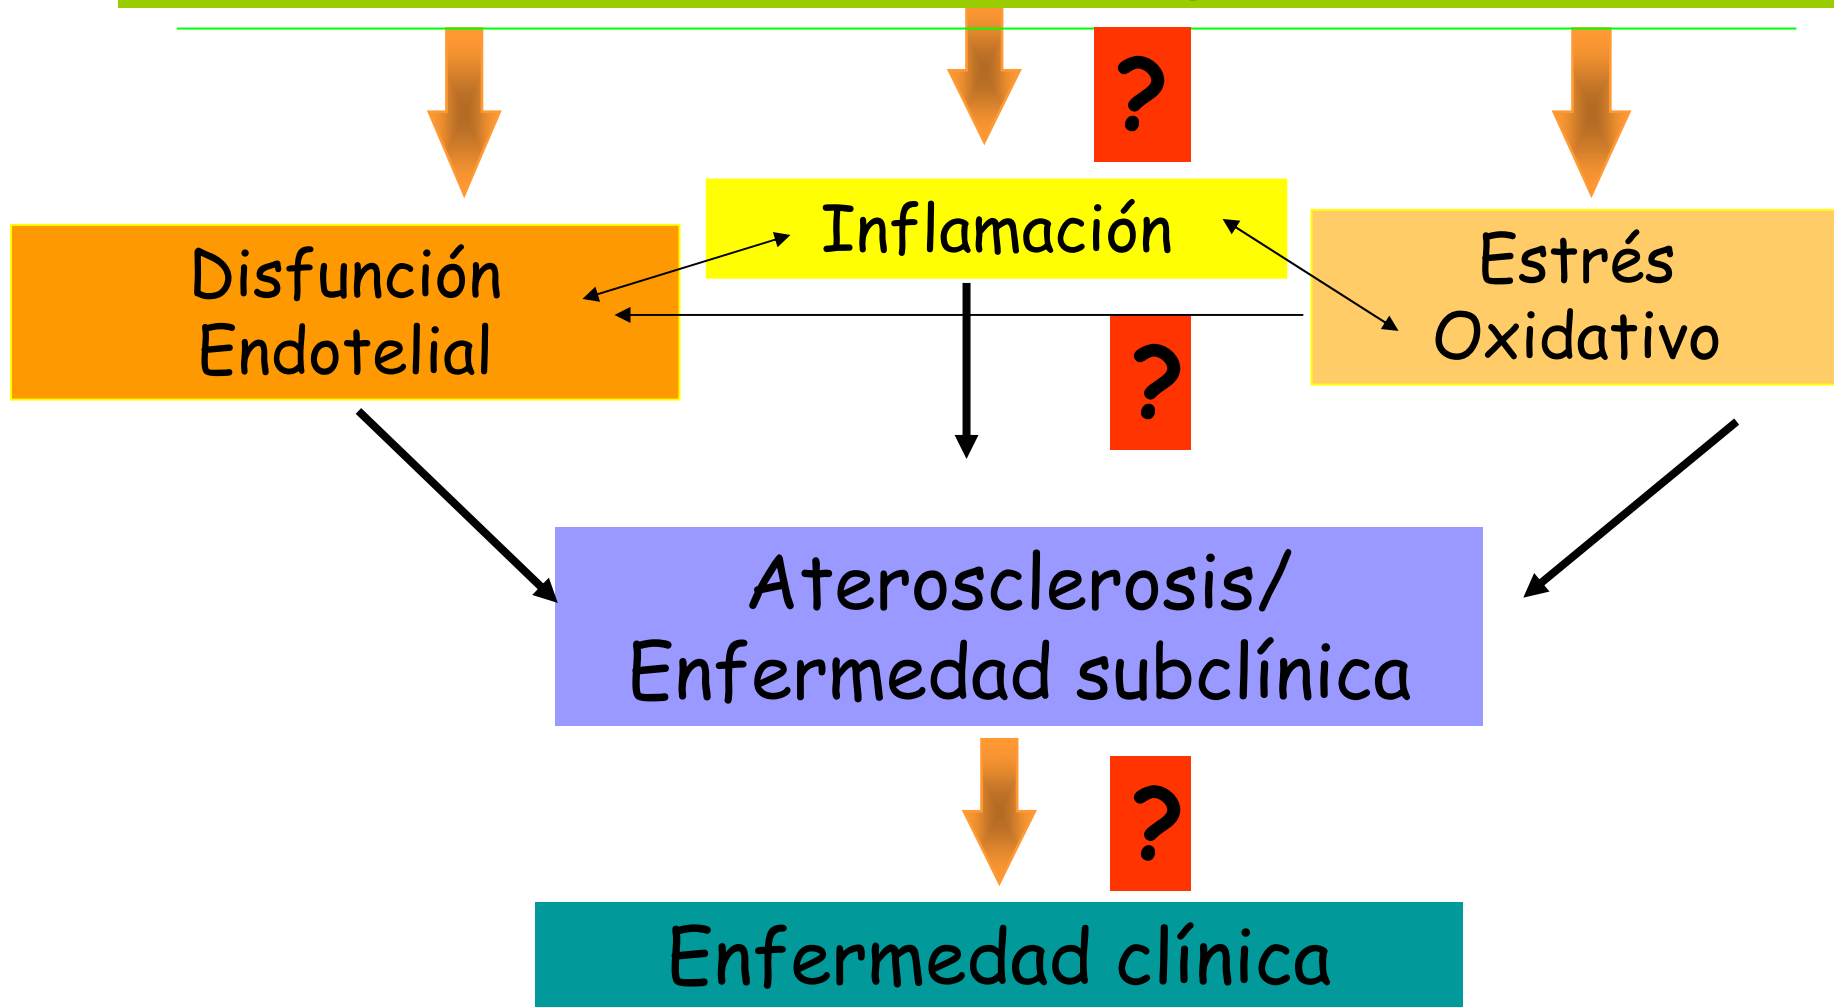 ?
Inflamación
Disfunción
Endotelial
Estrés
Oxidativo
?
Aterosclerosis/
Enfermedad subclínica
?
Enfermedad clínica